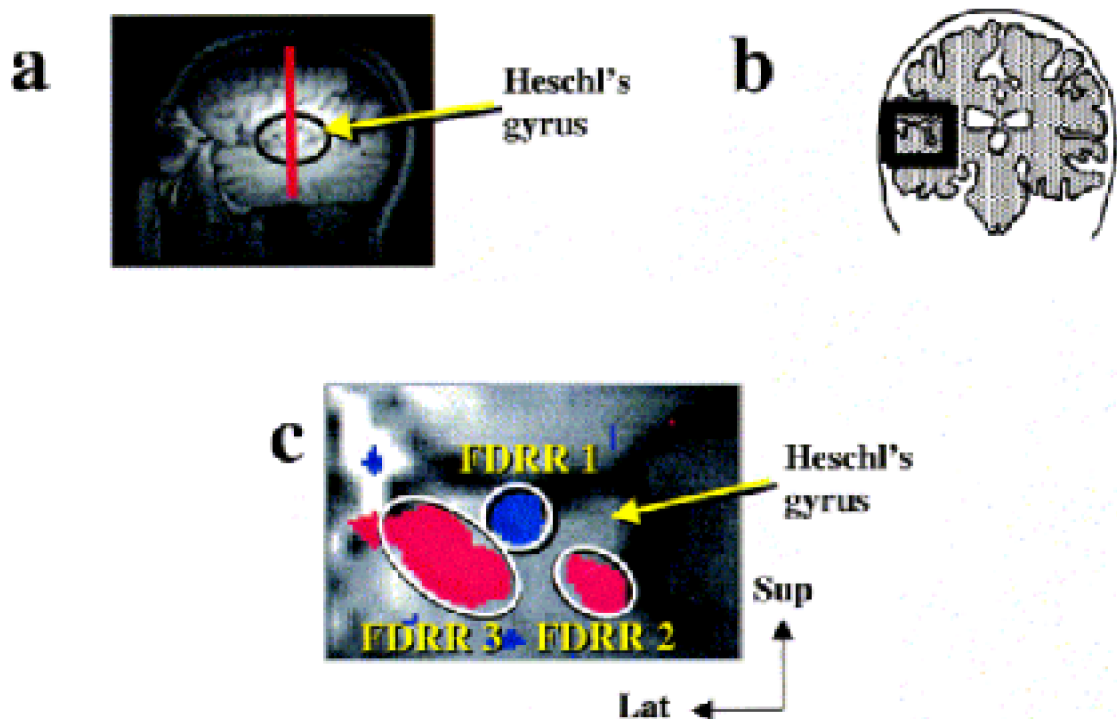 a
Heschl's
gyrus
b
c
FDRR 1
Heschl's
gyrus
FDRR 3
FDRR 2
Sup
Lat